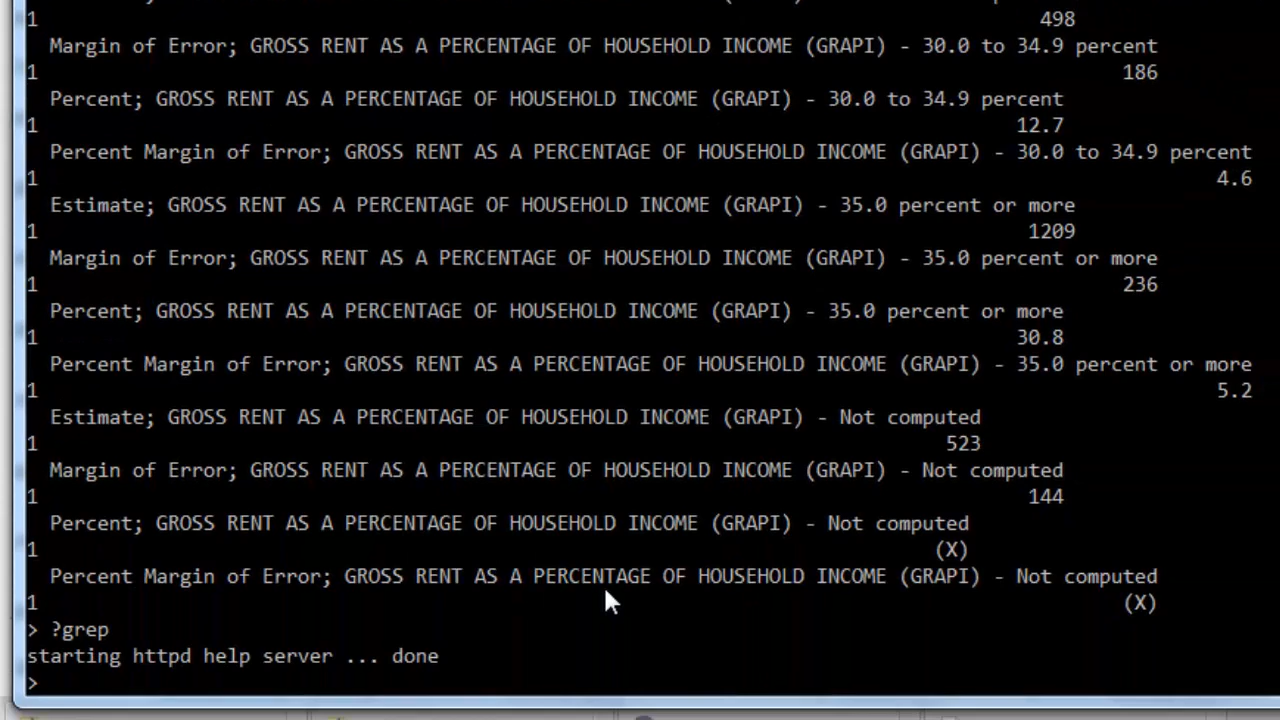 1
498
Margin of Error; GROSS RENT AS A PERCENTAGE OF HOUSEHOLD INCOME (GRAPI) - 30.0 to 34.9 percent
1
186
Percent; GROSS RENT AS A PERCENTAGE OF HOUSEHOLD INCOME (GRAPI) - 30.0 to 34.9 percent
1
12.7
Percent Margin of Error; GROSS RENT AS A PERCENTAGE OF HOUSEHOLD INCOME (GRAPI) - 30.0 to 34.9 percent
1
4.6
Estimate; GROSS RENT AS A PERCENTAGE OF HOUSEHOLD INCOME (GRAPI) - 35.0 percent or more
1
1209
Margin of Error; GROSS RENT AS A PERCENTAGE OF HOUSEHOLD INCOME (GRAPI) - 35.0 percent or more
1
236
Percent; GROSS RENT AS A PERCENTAGE OF HOUSEHOLD INCOME (GRAPI) - 35.0 percent or more
1
30.8
Percent Margin of Error; GROSS RENT AS A PERCENTAGE OF HOUSEHOLD INCOME (GRAPI) - 35.0 percent or more
1
5.2
Estimate; GROSS RENT AS A PERCENTAGE OF HOUSEHOLD INCOME (GRAPI) - Not computed
1
523
Margin of Error; GROSS RENT AS A PERCENTAGE OF HOUSEHOLD INCOME (GRAPI) - Not computed
1
144
Percent; GROSS RENT AS A PERCENTAGE OF HOUSEHOLD INCOME (GRAPI) - Not computed
1
(X)
Percent Margin of Error; GROSS RENT AS A PERCENTAGE OF HOUSEHOLD INCOME (GRAPI) - Not computed
1
(X)
> ?grep
starting httpd help server ... done
>